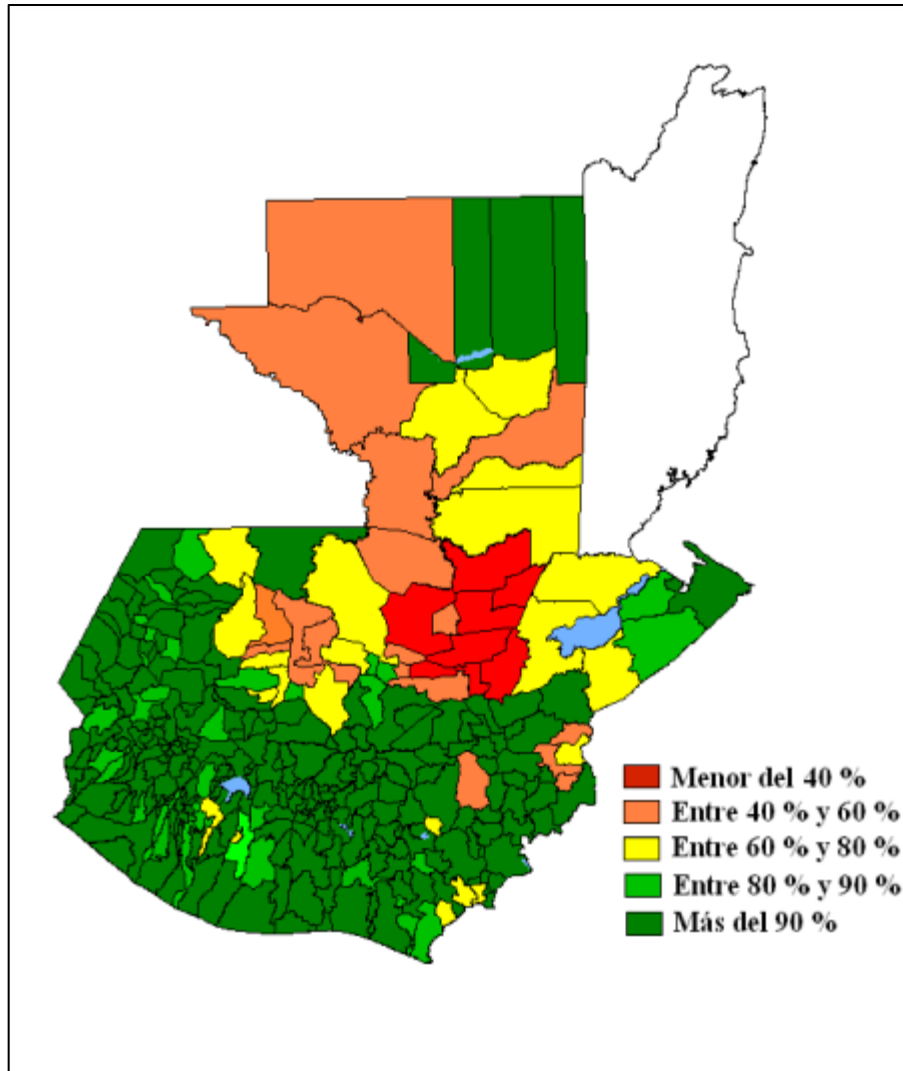 Menor del 40 %
Entre 40 % y 60 %
Entre 60 % y 80 %
Entre 80 % y 90 %
Más del 90 %